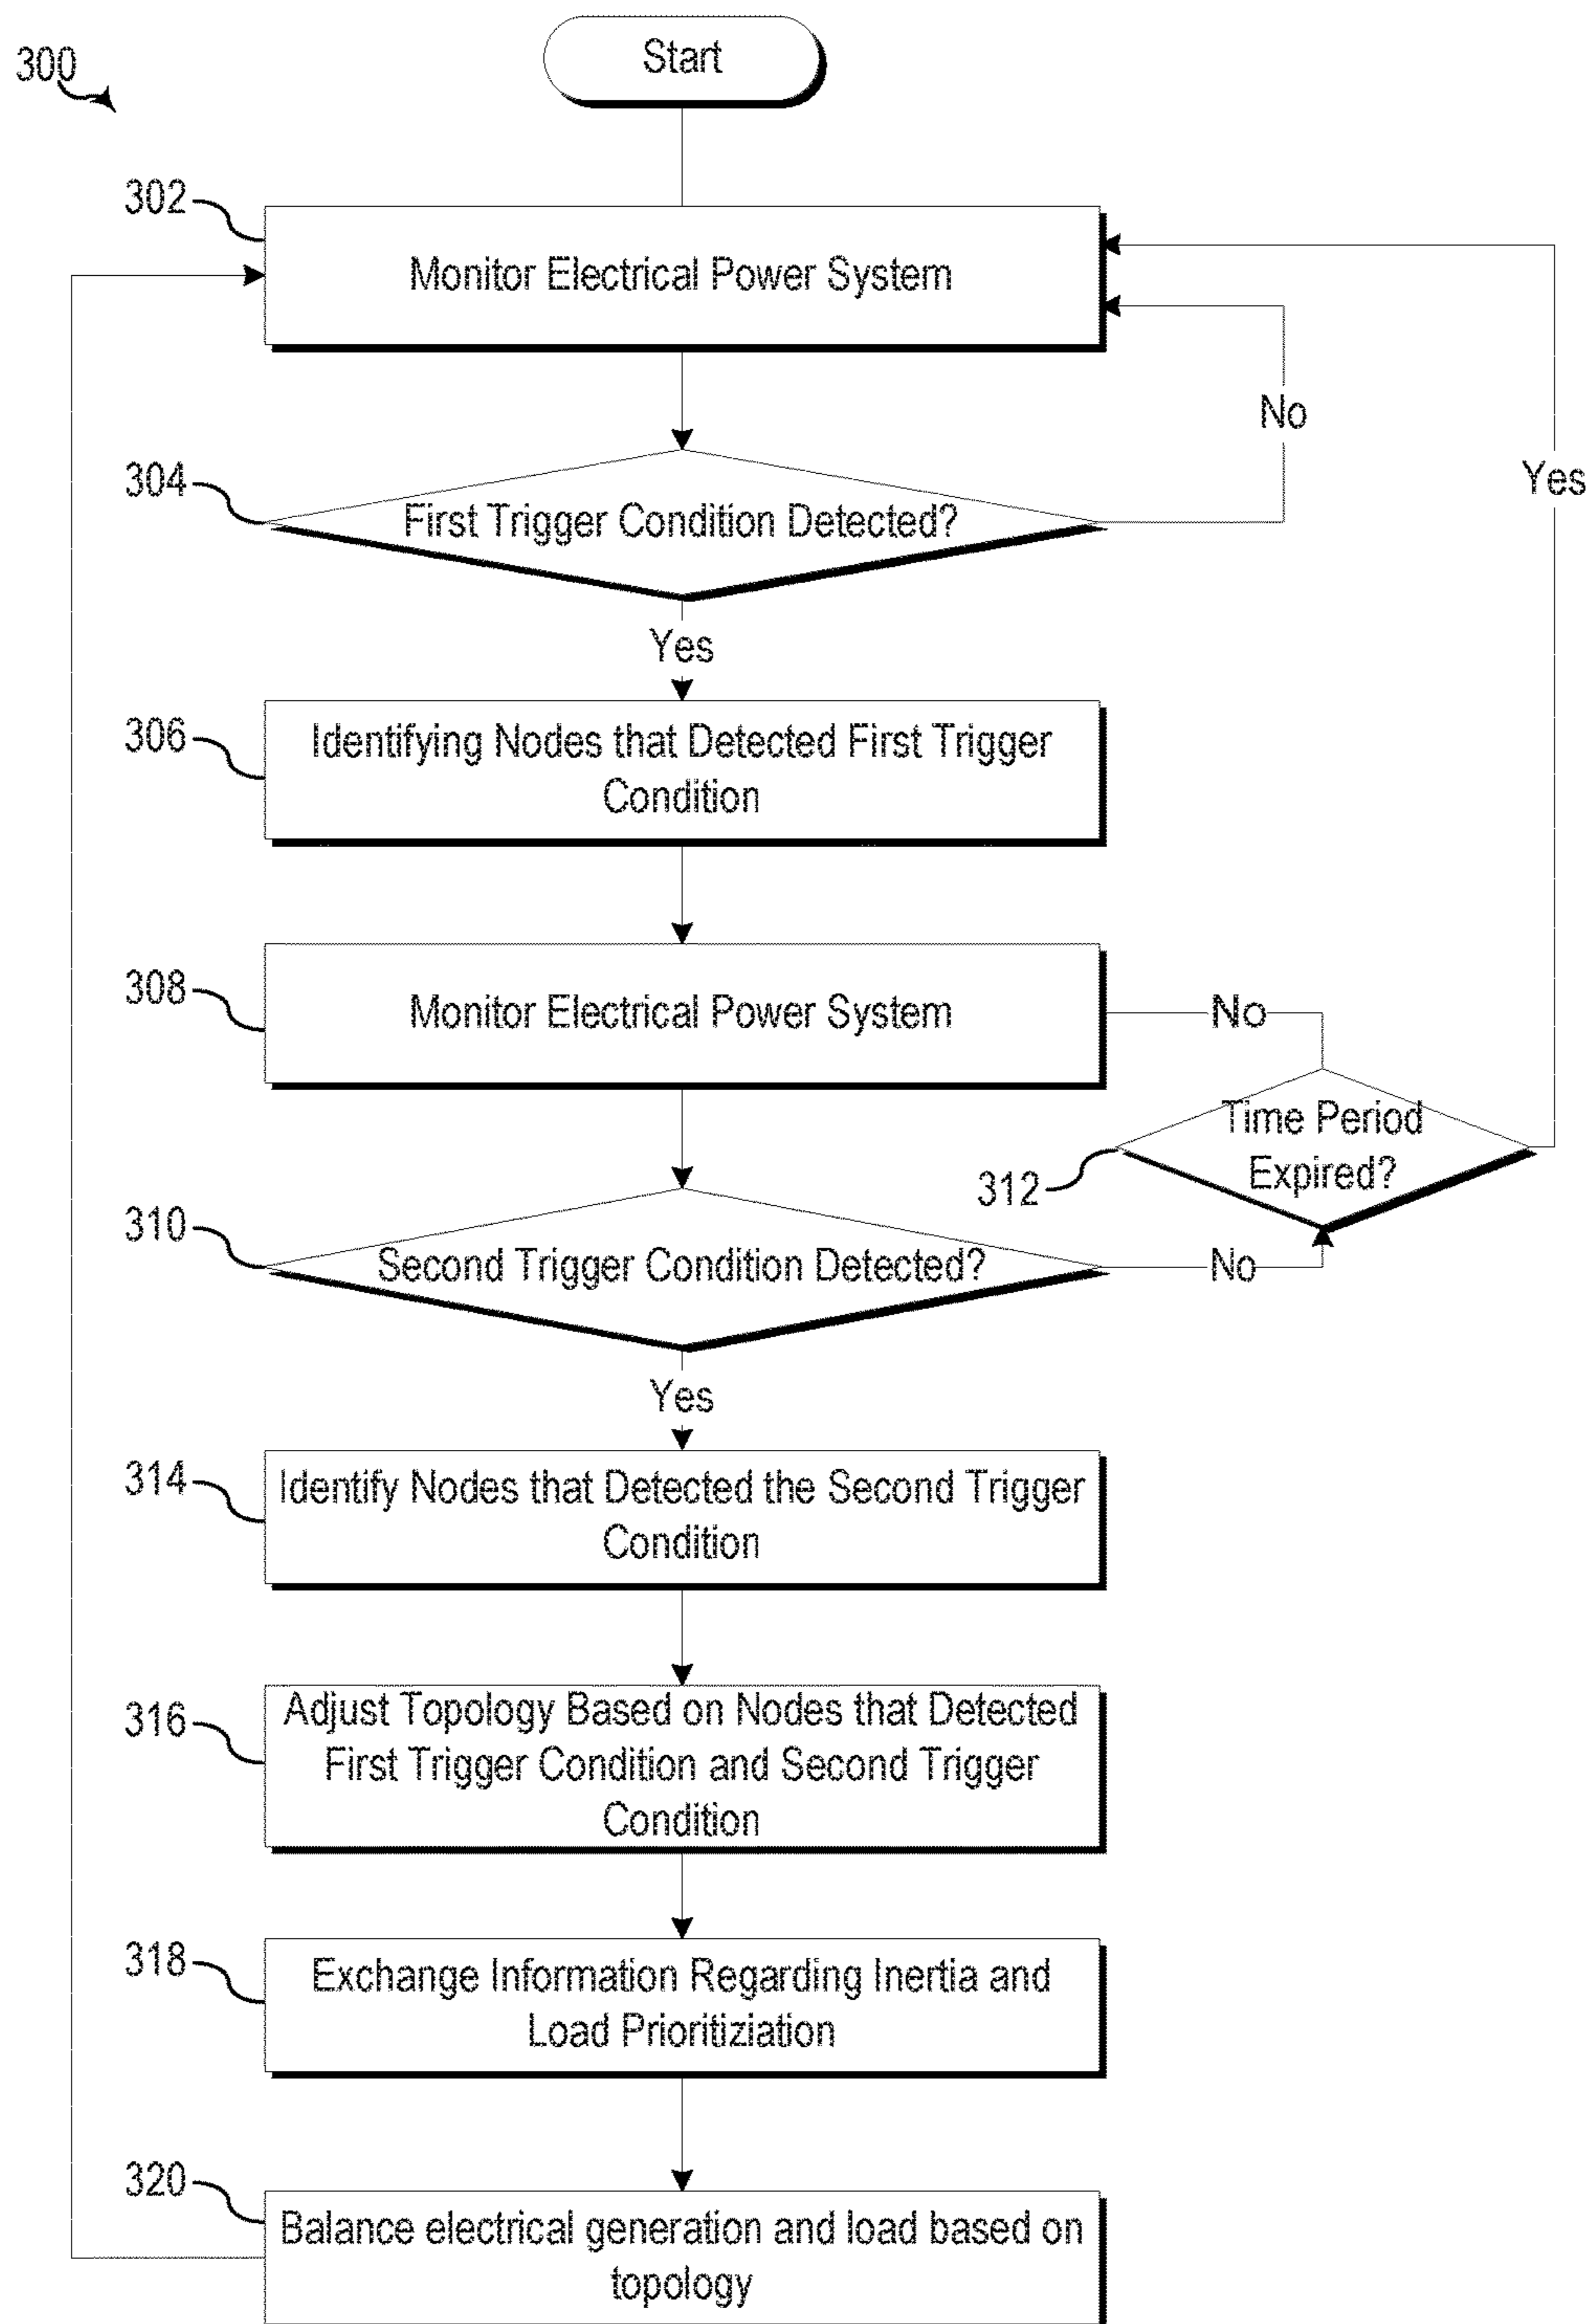 Start
300
302
Monitor Electrical Power System
No
Yes
304
First Trigger Condition Detected?
Yes
306
Identifying Nodes that Detected First Trigger
Condition
308
Monitor Electrical Power System
No
Time Period
Expired?
312
310
Second Trigger Condition Detected?
No
Yes
314
Identify Nodes that Detected the Second Trigger
Condition
316
Adjust Topology Based on Nodes that Detected
First Trigger Condition and Second Trigger
Condition
318
Exchange Information Regarding Inertia and
Load Prioritiziation
320
Balance electrical generation and load based on
topology